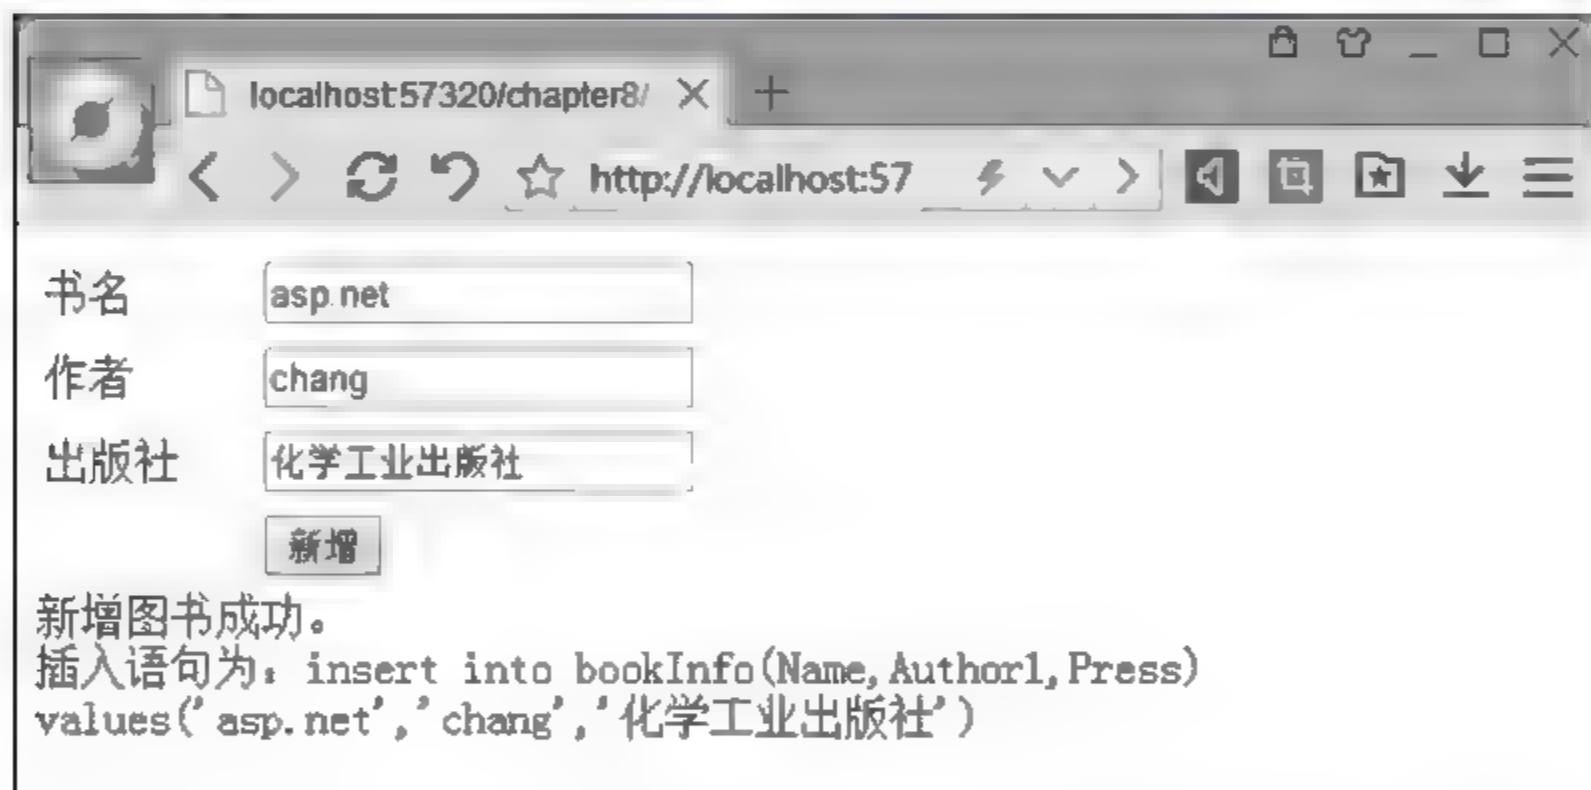 localhost:57320/chapter8/
http://localhost:57
书名 asp.net
作者 chang
出版社 化学工业出版社
新增
新增图书成功。
插入语句为：insert into bookInfo(Name,Author1,Press)
values('asp.net','chang','化学工业出版社')